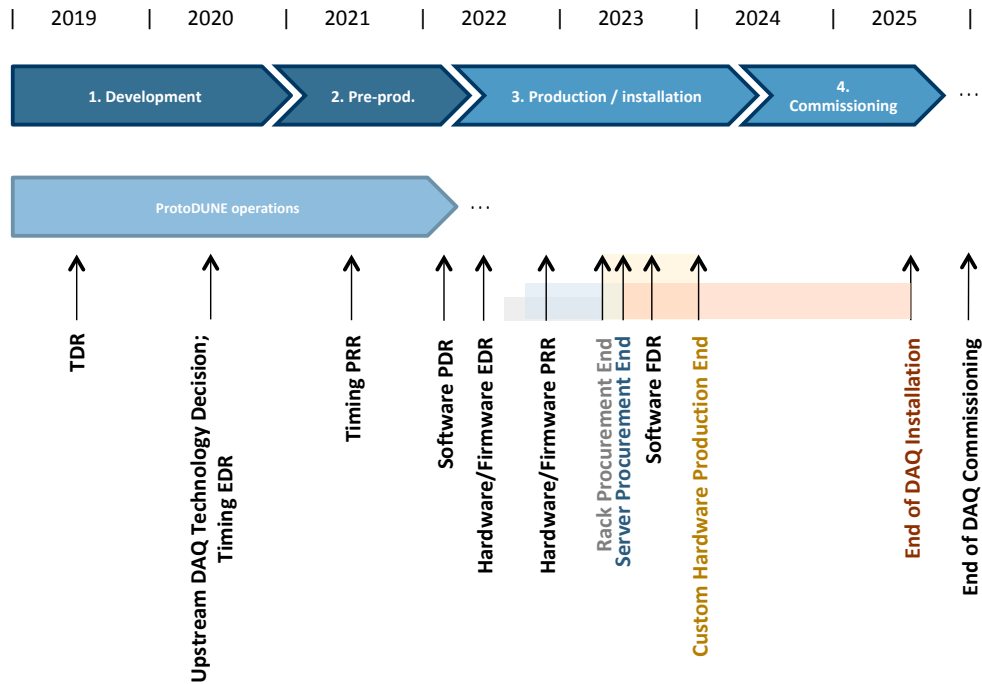 | 2019 | 2020 | 2021 | 2022 | 2023 | 2024 | 2025 |
1. Development
2. Pre-prod.
3. Production / installation
4.
Commissioning
...
ProtoDUNE operations
...
TDR
Upstream DAQ Technology Decision;
Timing EDR
Timing PRR
Software PDR
Hardware/Firmware EDR
Hardware/Firmware PRR
Rack Procurement End
Server Procurement End
Software FDR
Custom Hardware Production End
End of DAQ Installation
End of DAQ Commissioning